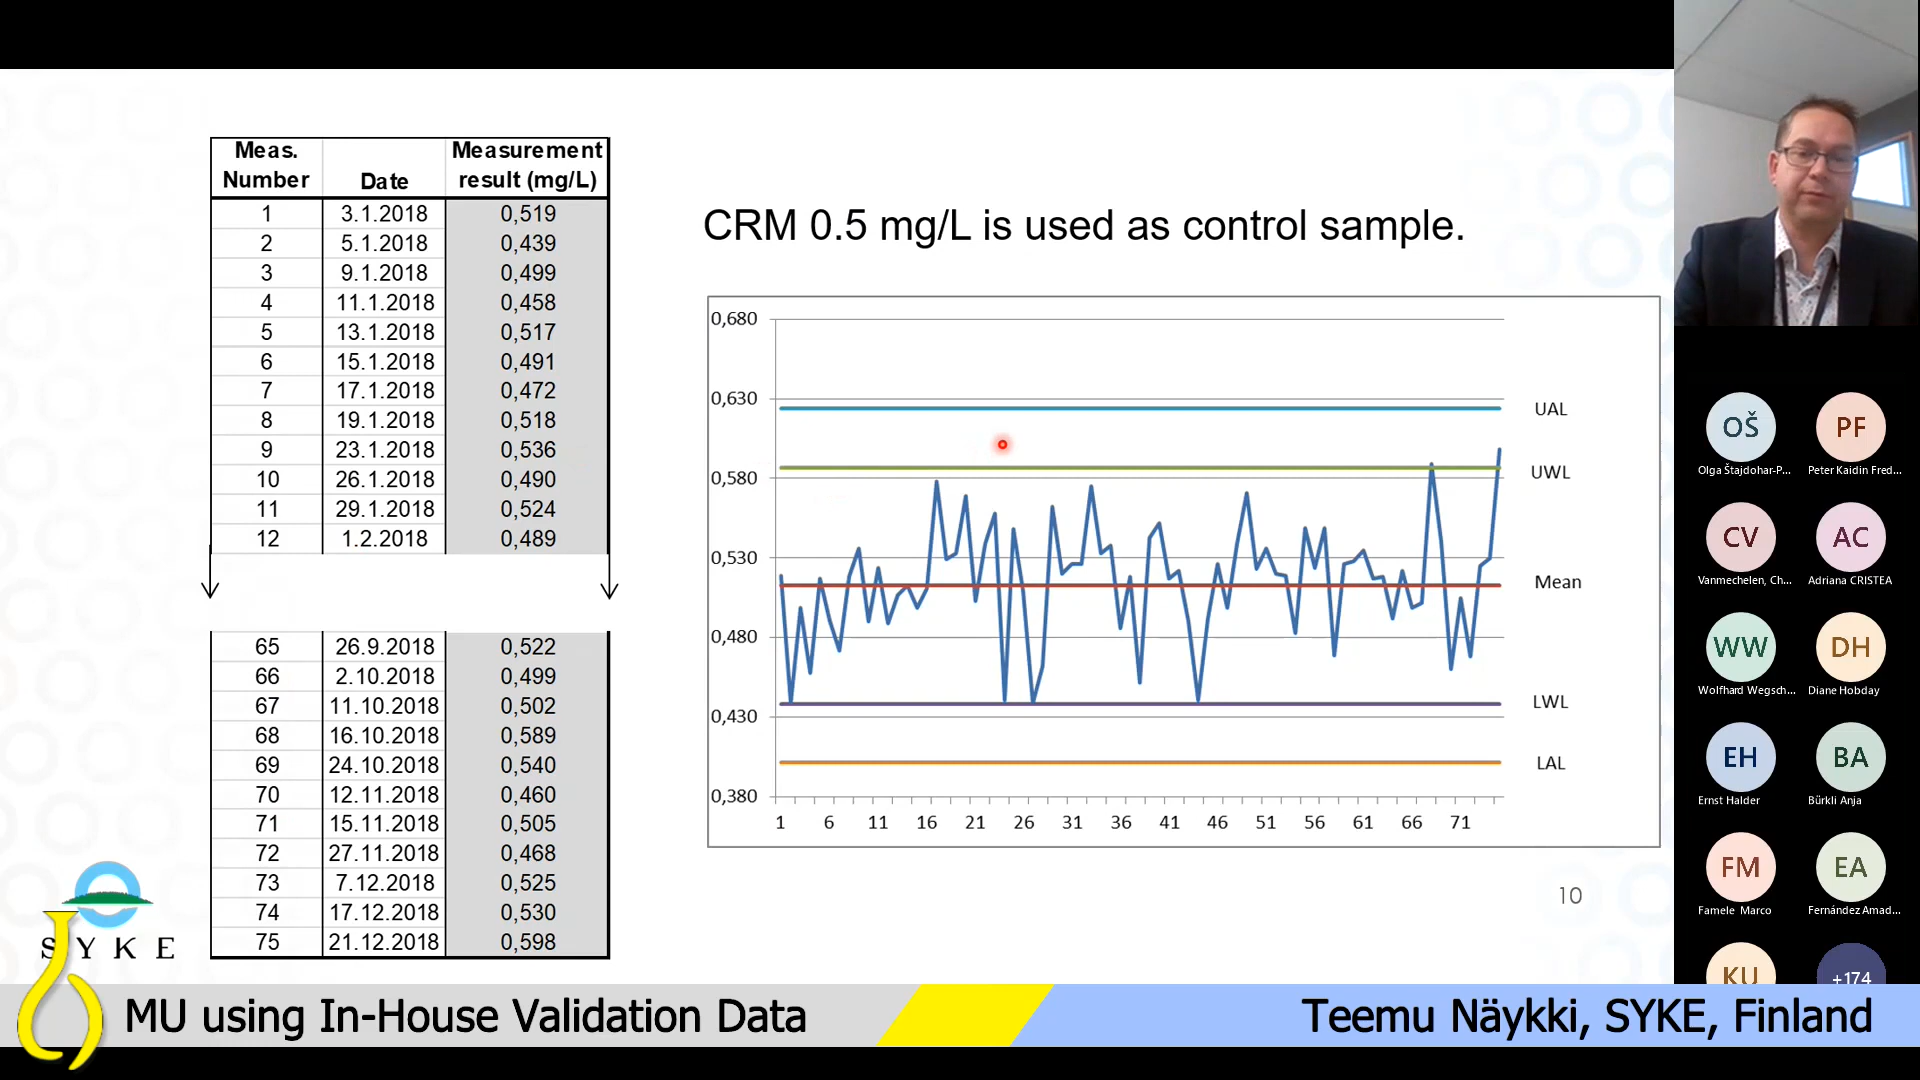 Meas. Number Date Measurement result (mg/L)
1 3.1.2018 0,519
2 5.1.2018 0,439
3 9.1.2018 0,499
4 11.1.2018 0,458
5 13.1.2018 0,517
6 15.1.2018 0,491
7 17.1.2018 0,472
8 19.1.2018 0,518
9 23.1.2018 0,536
10 26.1.2018 0,490
11 29.1.2018 0,524
12 1.2.2018 0,489
65 26.9.2018 0,522
66 2.10.2018 0,499
67 11.10.2018 0,502
68 16.10.2018 0,589
69 24.10.2018 0,540
70 12.11.2018 0,460
71 15.11.2018 0,505
72 27.11.2018 0,468
73 7.12.2018 0,525
74 17.12.2018 0,530
75 21.12.2018 0,598
CRM 0.5 mg/L is used as control sample.
0,680
0,630
0,580
0,530
0,480
0,430
0,380
1 6 11 16 21 26 31 36 41 46 51 56 61 66 71
UAL
UWL
Mean
LWL
LAL
10
SYKE
MU using In-House Validation Data
Teemu Näykki, SYKE, Finland
OŠ PF
Olga Štajdohar-P... Peter Kaidin Fred...
CV AC
Vanmechelen, Ch... Adriana CRISTEA
WW DH
Wolfhard Wegsch... Diane Hobday
EH BA
Ernst Halder Bürkli Anja
FM EA
Famele Marco Fernández Amad...
KU +174